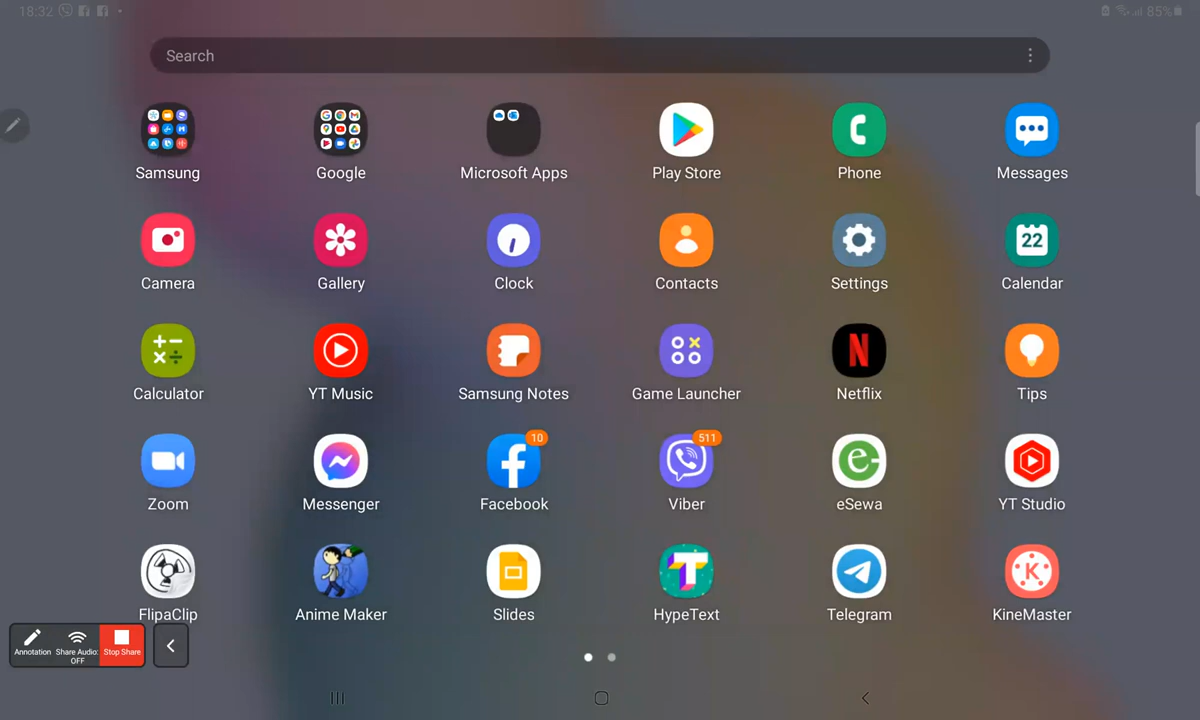 18:32
85%
Search
Samsung Google Microsoft Apps Play Store Phone Messages
22
Camera Gallery Clock Contacts Settings Calendar
Calculator YT Music Samsung Notes Game Launcher Netflix Tips
10 511
Zoom Messenger Facebook Viber eSewa YT Studio
FlipaClip Anime Maker Slides HypeText Telegram KineMaster
Annotation Share Audio: Stop Share
OFF